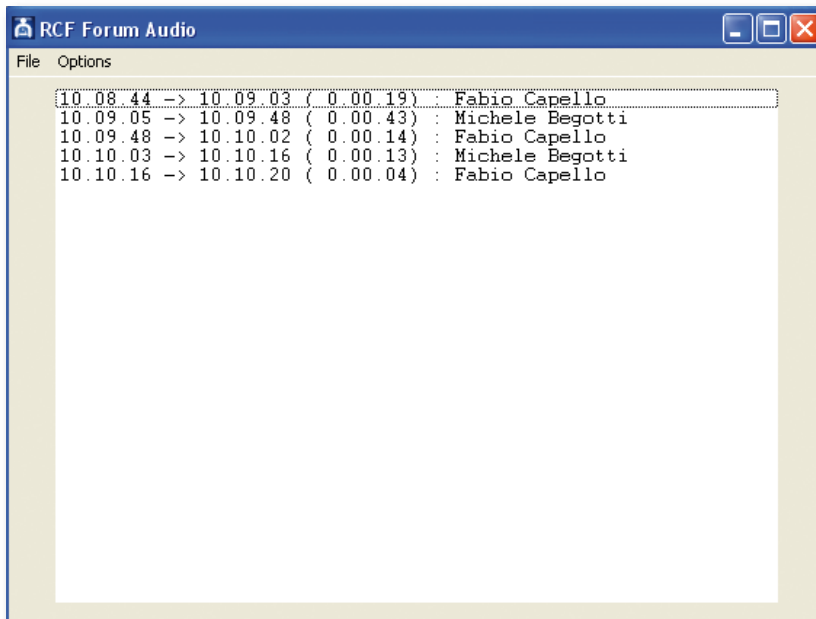 RCF Forum Audio
File Options
10.08.44 -> 10.09.03 ( 0.00.19) : Fabio Capello
10.09.05 -> 10.09.48 ( 0.00.43) : Michele Begotti
10.09.48 -> 10.10.02 ( 0.00.14) : Fabio Capello
10.10.03 -> 10.10.16 ( 0.00.13) : Michele Begotti
10.10.16 -> 10.10.20 ( 0.00.04) : Fabio Capello